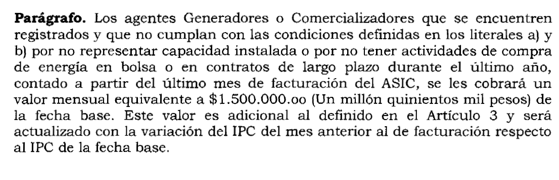 Parágrafo. Los agentes Generadores o Comercializadores que se encuentren
registrados y que no cumplan con las condiciones definidas en los literales a) y
b) por no representar capacidad instalada o por no tener actividades de compra
de energía en bolsa o en contratos de largo plazo durante el último año,
contado a partir del último mes de facturación del ASIC, se les cobrará un
valor mensual equivalente a $1.500.000.oo (Un millón quinientos mil pesos) de
la fecha base. Este valor es adicional al definido en el Artículo 3 y será
actualizado con la variación del IPC del mes anterior al de facturación respecto
al IPC de la fecha base.